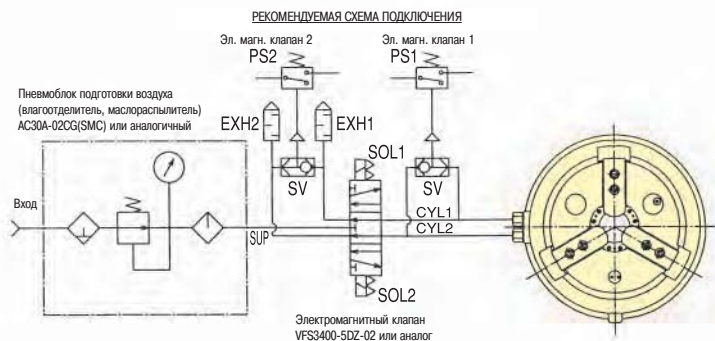 РЕКОМЕНДУЕМАЯ СХЕМА ПОДКЛЮЧЕНИЯ
Эл. магн. клапан 2
PS2
Эл. магн. клапан 1
PS1
Пневмоблок подготовки воздуха
(влагоотделитель, маслораспылитель)
AC30A-02CG(SMC) или аналогичный
EXH2
EXH1
SOL1
SV
SV
Вход
CYL1
CYL2
SUP
SOL2
Электромагнитный клапан
VFS3400-5DZ-02 или аналог